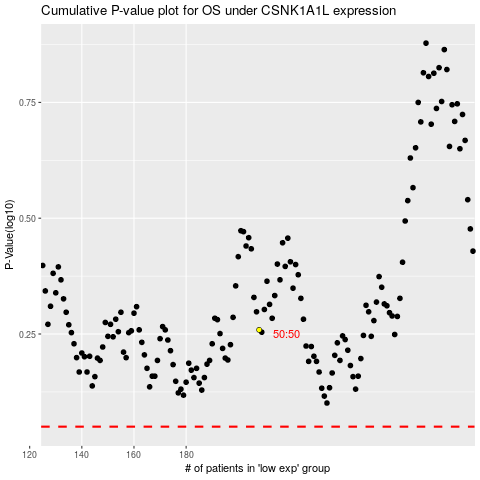 Cumulative P-value plot for OS under CSNK1A1L expression
P-Value(log10)
0.75
0.50
0.25
50:50
120 140 160 180
# of patients in 'low exp' group